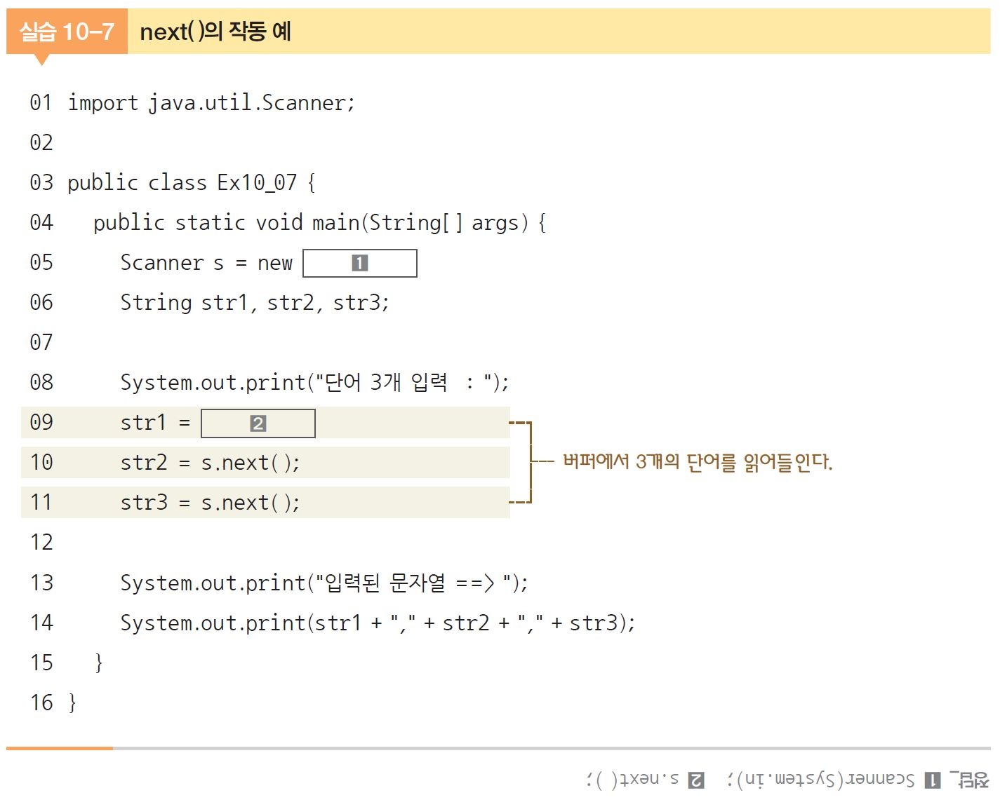 실습 10-7 next( )의 작동 예
01 import java.util.Scanner;
02
03 public class Ex10_07 {
04 public static void main(String[ ] args) {
05 Scanner s = new 1
06 String str1, str2, str3;
07
08 System.out.print("단어 3개 입력 : ");
09 str1 = 2
10 str2 = s.next( );
버퍼에서 3개의 단어를 읽어들인다.
11 str3 = s.next( );
12
13 System.out.print("입력된 문자열 ==> ");
14 System.out.print(str1 + "," + str2 + "," + str3);
15 }
16 }
정답_ 1 Scanner(System.in); 2 s.next( );